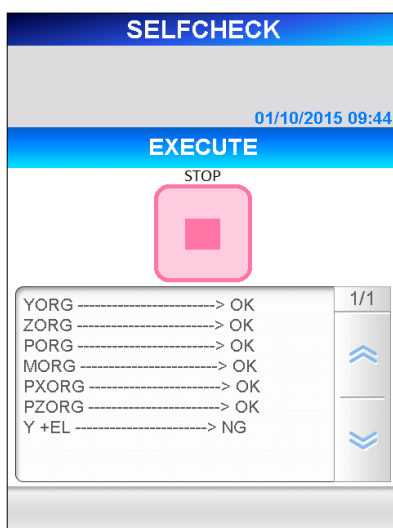 SELFCHECK
01/10/2015 09:44
EXECUTE
STOP
1/1
YORG ------------------------> OK
ZORG ------------------------> OK
PORG ------------------------> OK
MORG ------------------------> OK
PXORG -----------------------> OK
PZORG -----------------------> OK
Y +EL -----------------------> NG